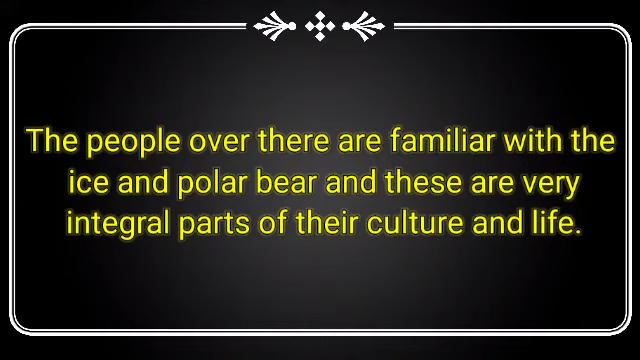 The people over there are familiar with the
ice and polar bear and these are very
integral parts of their culture and life.